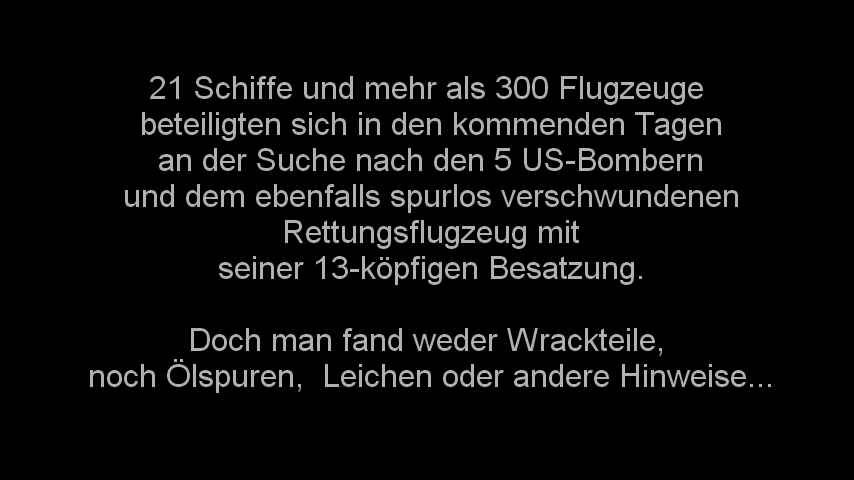 21 Schiffe und mehr als 300 Flugzeuge
beteiligten sich in den kommenden Tagen
an der Suche nach den 5 US-Bombern
und dem ebenfalls spurlos verschwundenen
Rettungsflugzeug mit
seiner 13-köpfigen Besatzung.
Doch man fand weder Wrackteile,
noch Ölspuren,  Leichen oder andere Hinweise...